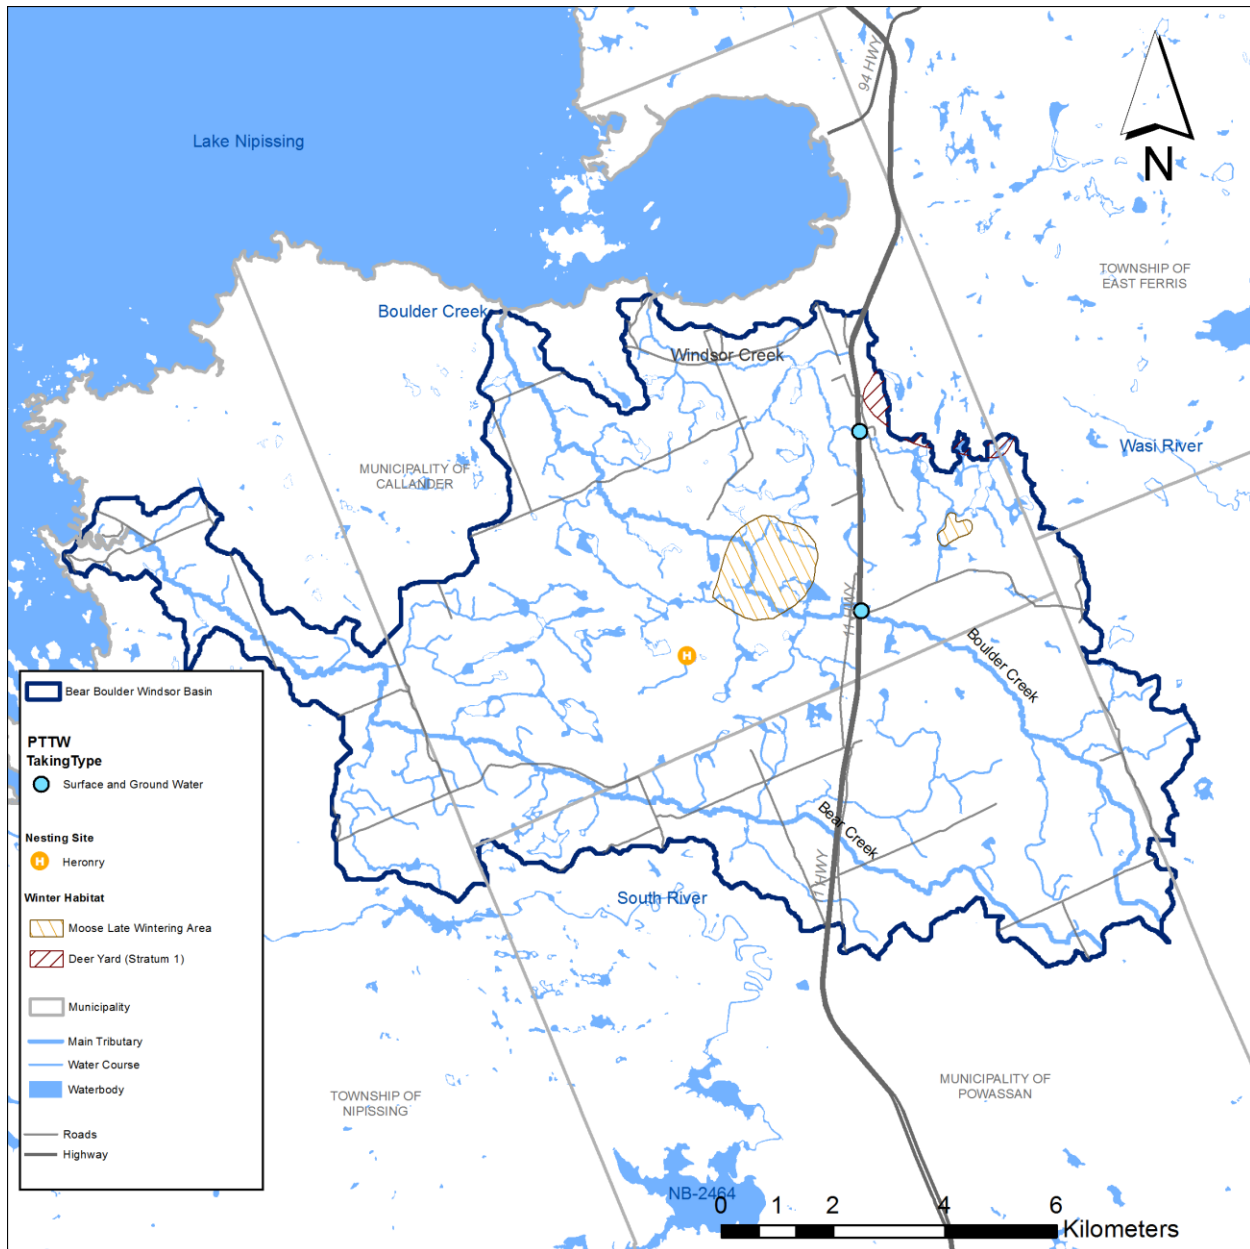 94 HWY
Lake Nipissing
N
TOWNSHIP OF
EAST FERRIS
Boulder Creek
Windsor Creek
Wasi River
MUNICIPALITY OF
CALLANDER
11 HWY
Boulder Creek
H
Bear Creek
11 HWY
South River
Bear Boulder Windsor Basin
PTTW
TakingType
Surface and Ground Water
Nesting Site
H
Heronry
Winter Habitat
Moose Late Wintering Area
Deer Yard (Stratum 1)
Municipality
Main Tributary
Water Course
Waterbody
Roads
Highway
TOWNSHIP OF
NIPISSING
MUNICIPALITY OF
POWASSAN
NB-2464
0 1 2 4 6
Kilometers